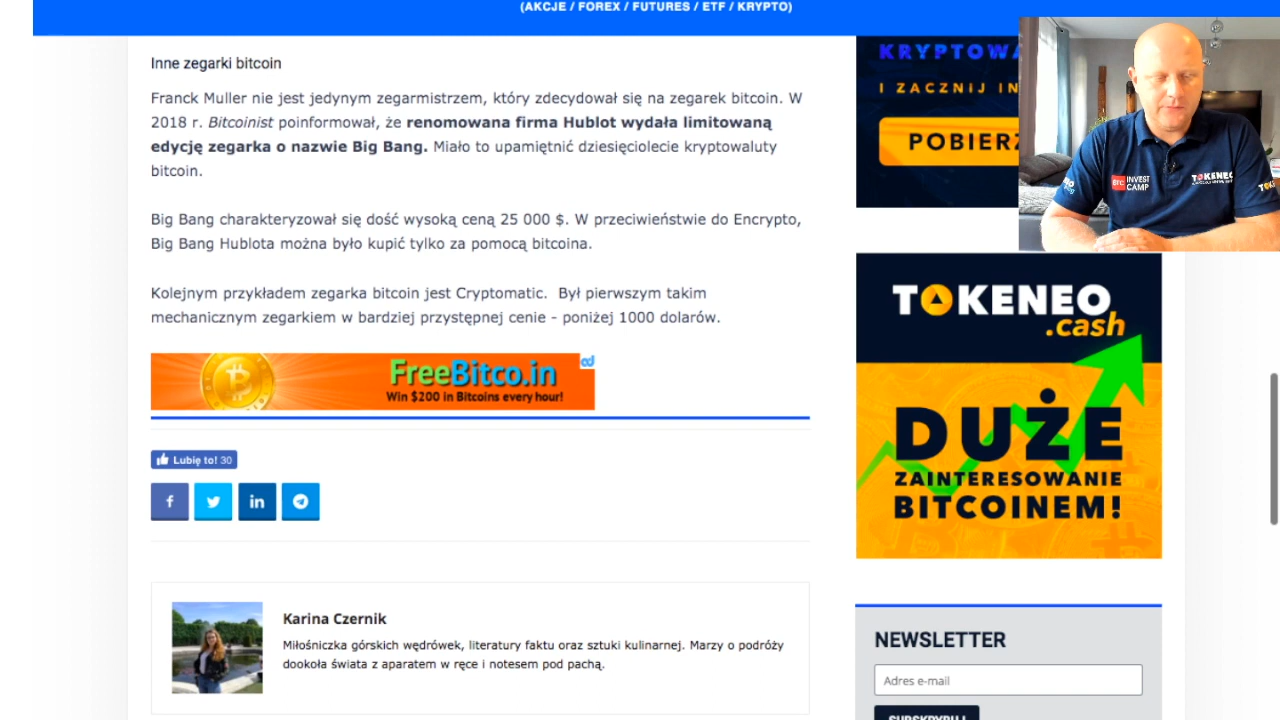 (AKCJE / FOREX / FUTURES / ETF / KRYPTO)
Inne zegarki bitcoin
Franck Muller nie jest jedynym zegarmistrzem, który zdecydował się na zegarek bitcoin. W
2018 r. Bitcoinist poinformował, że renomowana firma Hublot wydała limitowaną
edycję zegarka o nazwie Big Bang. Miało to upamiętnić dziesięciolecie kryptowaluty
bitcoin.
Big Bang charakteryzował się dość wysoką ceną 25 000 $. W przeciwieństwie do Encrypto,
Big Bang Hublota można było kupić tylko za pomocą bitcoina.
Kolejnym przykładem zegarka bitcoin jest Cryptomatic. Był pierwszym takim
mechanicznym zegarkiem w bardziej przystępnej cenie - poniżej 1000 dolarów.
FreeBitco.in
Win $200 in Bitcoins every hour!
Lubię to! 30
Karina Czernik
Miłośniczka górskich wędrówek, literatury faktu oraz sztuki kulinarnej. Marzy o podróży
dookoła świata z aparatem w ręce i notesem pod pachą.
KRYPTOWA
I ZACZNIJ IN
POBIERZ
BTC INVEST
CAMP
TOKENEO
TOKENEO
.cash
DUŻE
ZAINTERESOWANIE
BITCOINEM!
NEWSLETTER
Adres e-mail
SUBSKRYBUJ